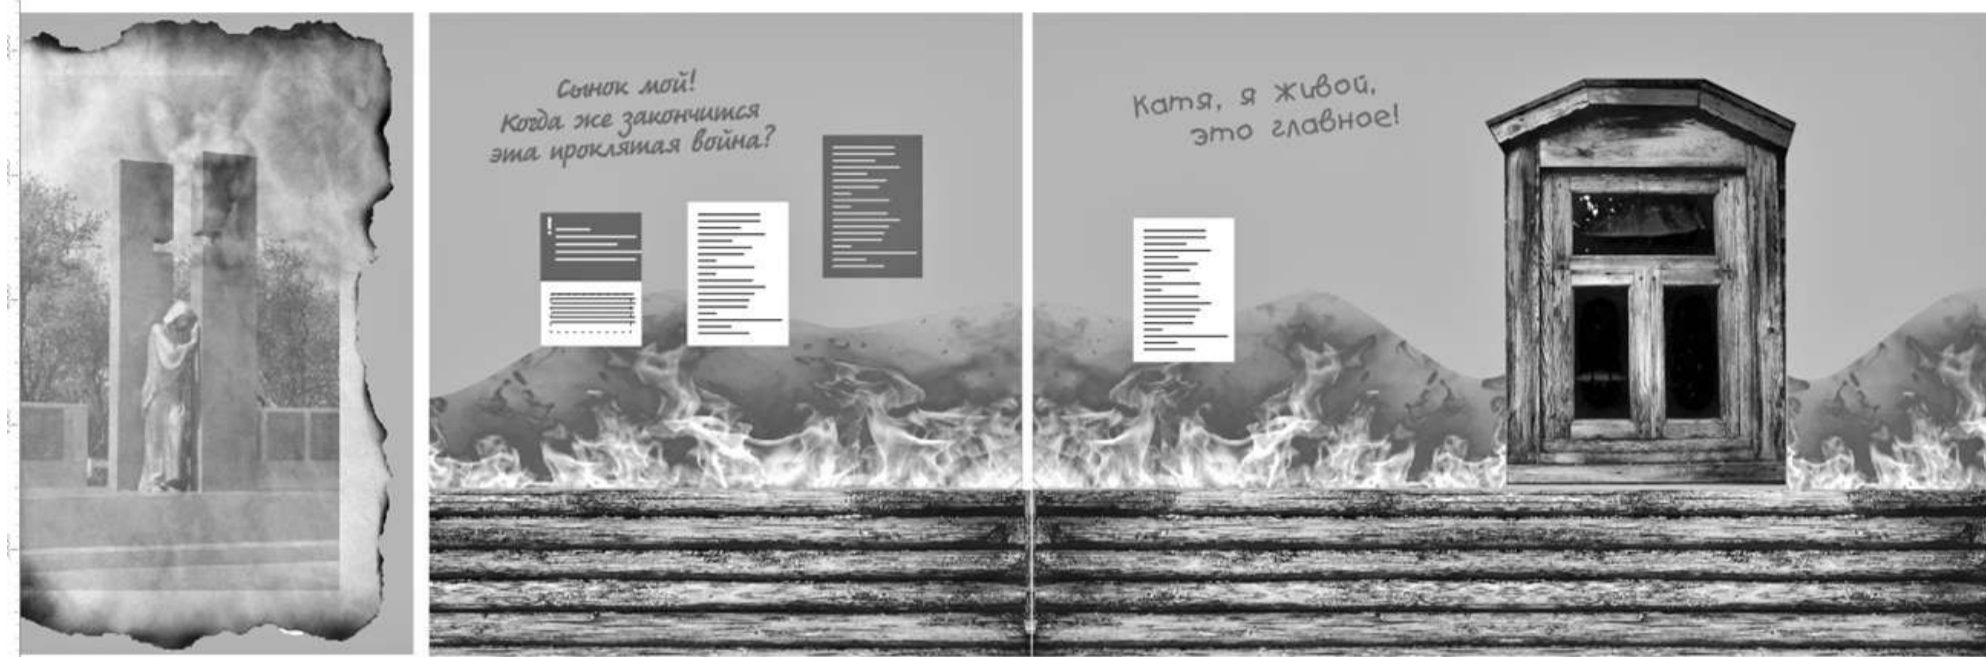 Сынок мой!
Когда же закончится
эта проклятая война?
!
Катя, я живой,
это главное!